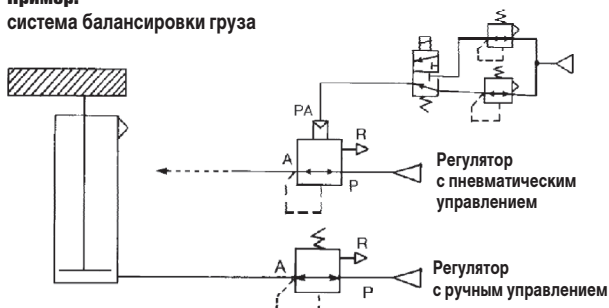 Пример:
система балансировки груза
PA
R
A
P
Регулятор
с пневматическим
управлением
R
A
P
Регулятор
с ручным управлением